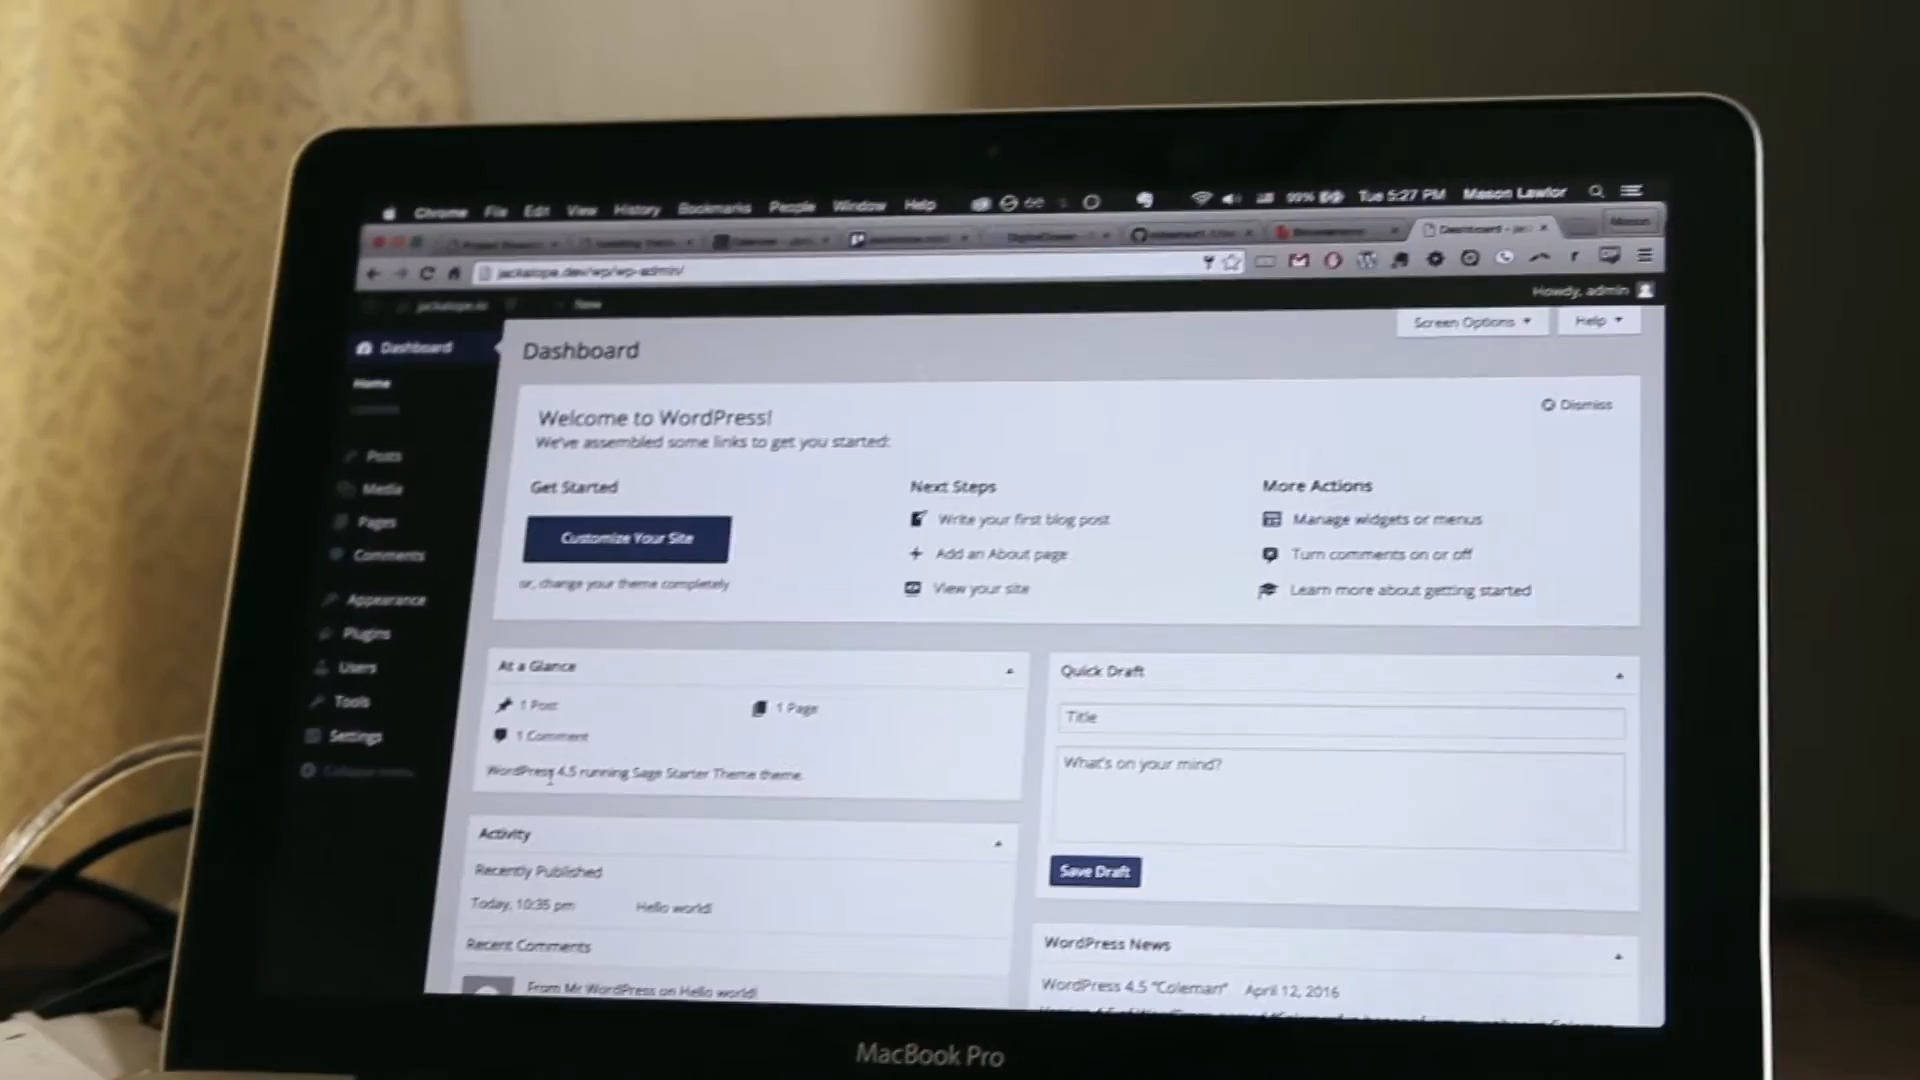 Chrome File Edit View History Bookmarks People Window Help 99% Tue 5:27 PM Mason Lawlor
Dashboard - jac
Mason
jackalope.dev/wp/wp-admin/
jackalope.io New Howdy, admin
Screen Options Help
Dashboard
Home
Posts
Media
Pages
Comments
Appearance
Plugins
Users
Tools
Settings
Collapse menu
Dashboard
Welcome to WordPress!
We've assembled some links to get you started:
Dismiss
Get Started
Customize Your Site
or, change your theme completely
Next Steps
Write your first blog post
Add an About page
View your site
More Actions
Manage widgets or menus
Turn comments on or off
Learn more about getting started
At a Glance
1 Post 1 Page
1 Comment
WordPress 4.5 running Sage Starter Theme theme.
Activity
Recently Published
Today, 10:35 pm Hello world!
Recent Comments
From Mr WordPress on Hello world!
Quick Draft
Title
What's on your mind?
Save Draft
WordPress News
WordPress 4.5 "Coleman" April 12, 2016
MacBook Pro